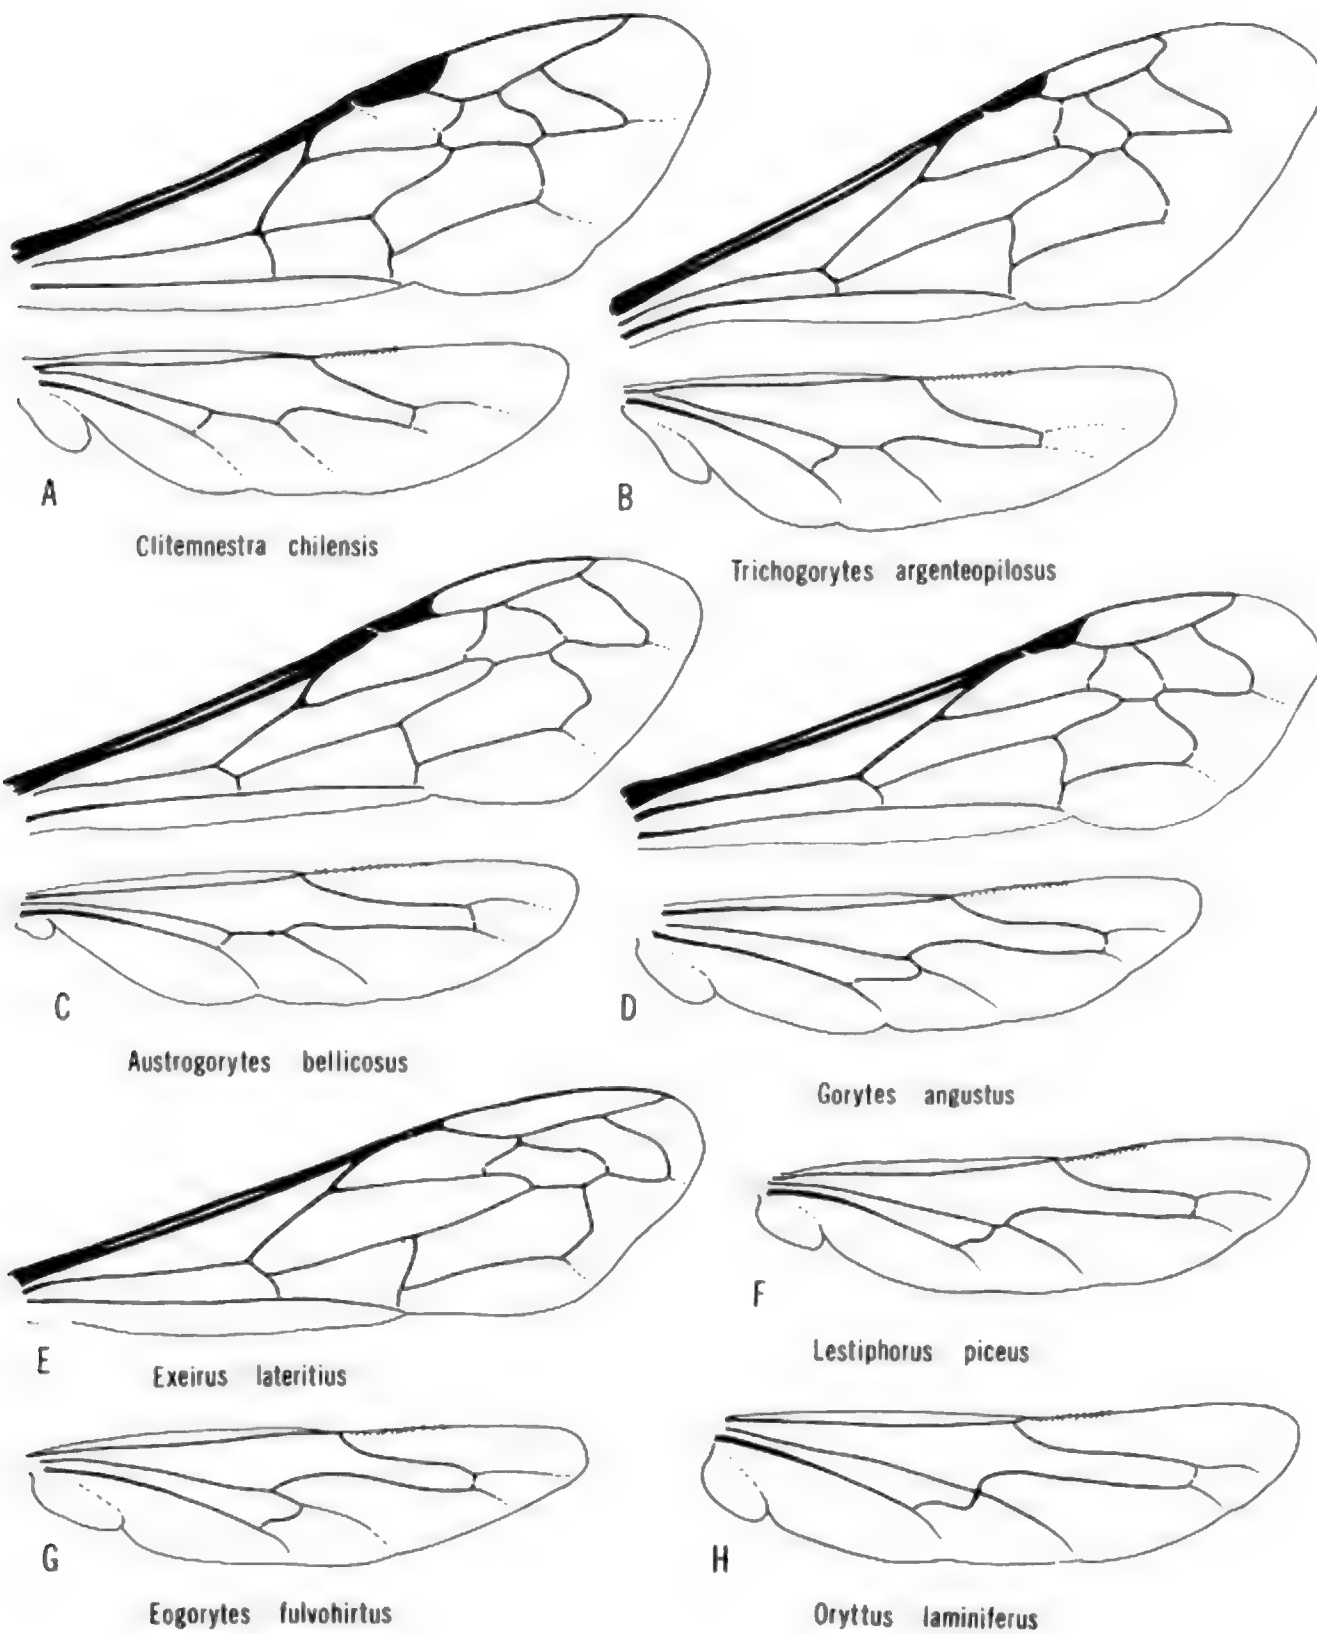 A
Clitemnestra chilensis
B
Trichogorytes argenteopilosus
C
Austrogorytes bellicosus
D
Gorytes angustus
E
Exeirus lateritius
F
Lestiphorus piceus
G
Eogorytes fulvohirtus
H
Oryttus laminiferus